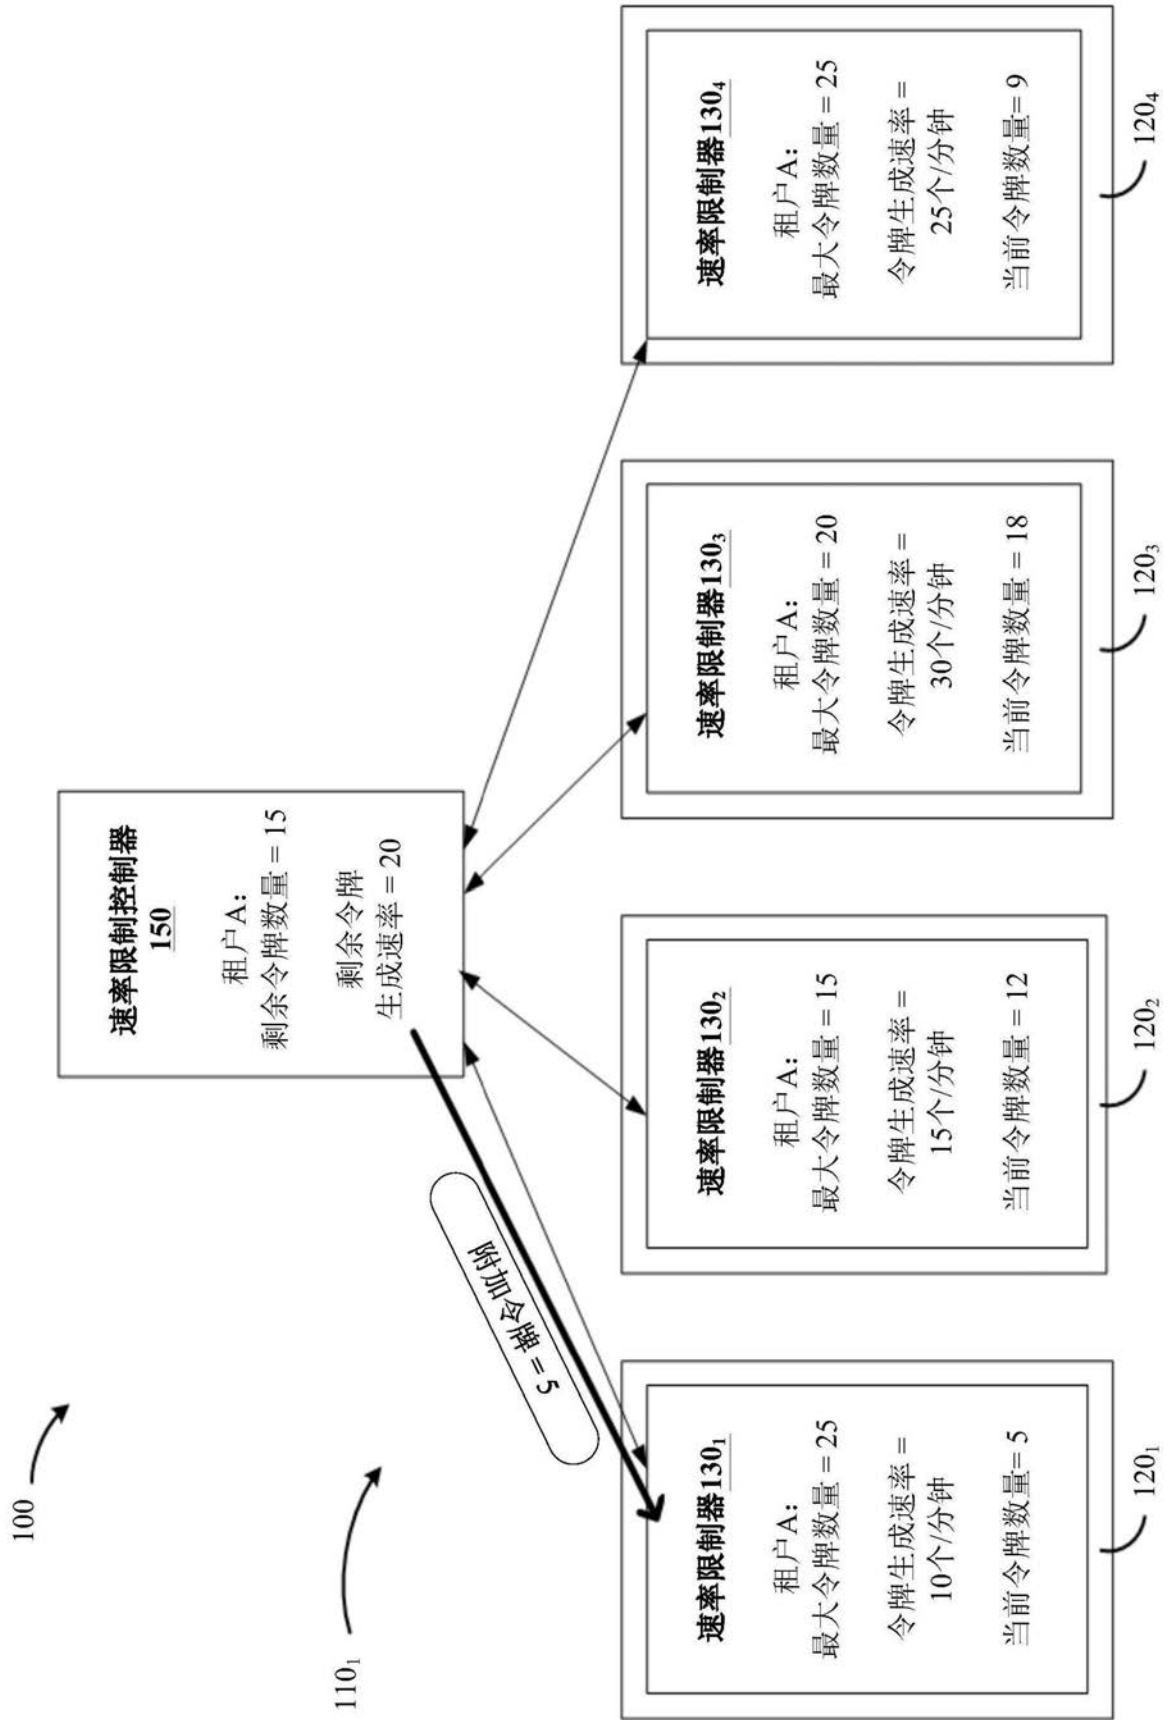 100
110₁
速率限制控制器
150
租户A:
剩余令牌数量 = 15
剩余令牌
生成速率 = 20
附加令牌 = 5
速率限制器130₁
租户A:
最大令牌数量 = 25
令牌生成速率 =
10个/分钟
当前令牌数量= 5
120₁
速率限制器130₂
租户A:
最大令牌数量 = 15
令牌生成速率 =
15个/分钟
当前令牌数量 = 12
120₂
速率限制器130₃
租户A:
最大令牌数量 = 20
令牌生成速率 =
30个/分钟
当前令牌数量 = 18
120₃
速率限制器130₄
租户A:
最大令牌数量 = 25
令牌生成速率 =
25个/分钟
当前令牌数量= 9
120₄